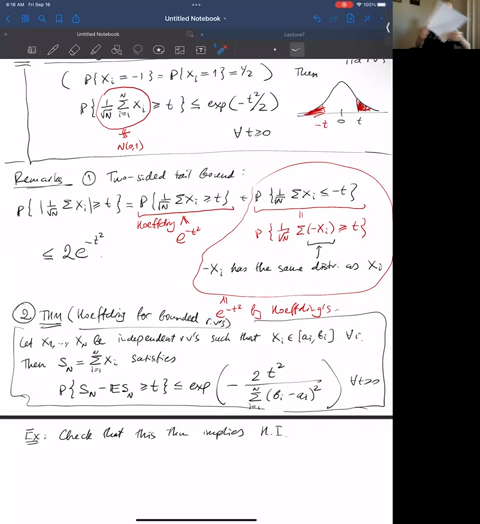 8:16 AM Fri Sep 16
100%
Untitled Notebook
Untitled Notebook
Lecture7
iid r.v's
( P{X_i = -1} = P{X_i = 1} = 1/2 ) Then
P{ 1/√N Σ_{i=1}^N X_i ≥ t } ≤ exp(-t²/2)
N(0,1)
∀ t≥0
-t 0 t
Remarks ① Two-sided tail bound:
P{ |1/√N Σ X_i| ≥ t } = P{ 1/√N Σ X_i ≥ t } + P{ 1/√N Σ X_i ≤ -t }
Hoeffding
e^{-t²}
P{ 1/√N Σ (-X_i) ≥ t }
≤ 2e^{-t²}.
-X_i has the same distr. as X_i
e^{-t²} by Hoeffding's.
② THM (Hoeffding for bounded r.v's)
Let X_1, ..., X_N be independent rv's such that X_i ∈ [a_i, b_i] ∀i.
Then S_N = Σ_{i=1}^N X_i satisfies
P{ S_N - ES_N ≥ t } ≤ exp( - 2t² / Σ_{i=1}^N (b_i - a_i)² ) ∀t>0
Ex: Check that this Thm implies H.I.